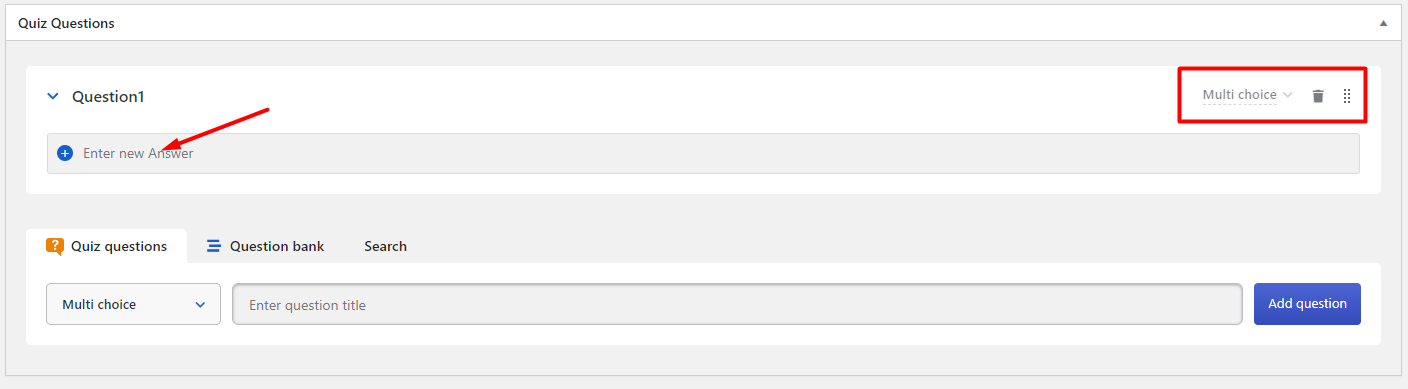 Quiz Questions
Question1
Multi choice
Enter new Answer
Quiz questions
Question bank
Search
Multi choice
Enter question title
Add question